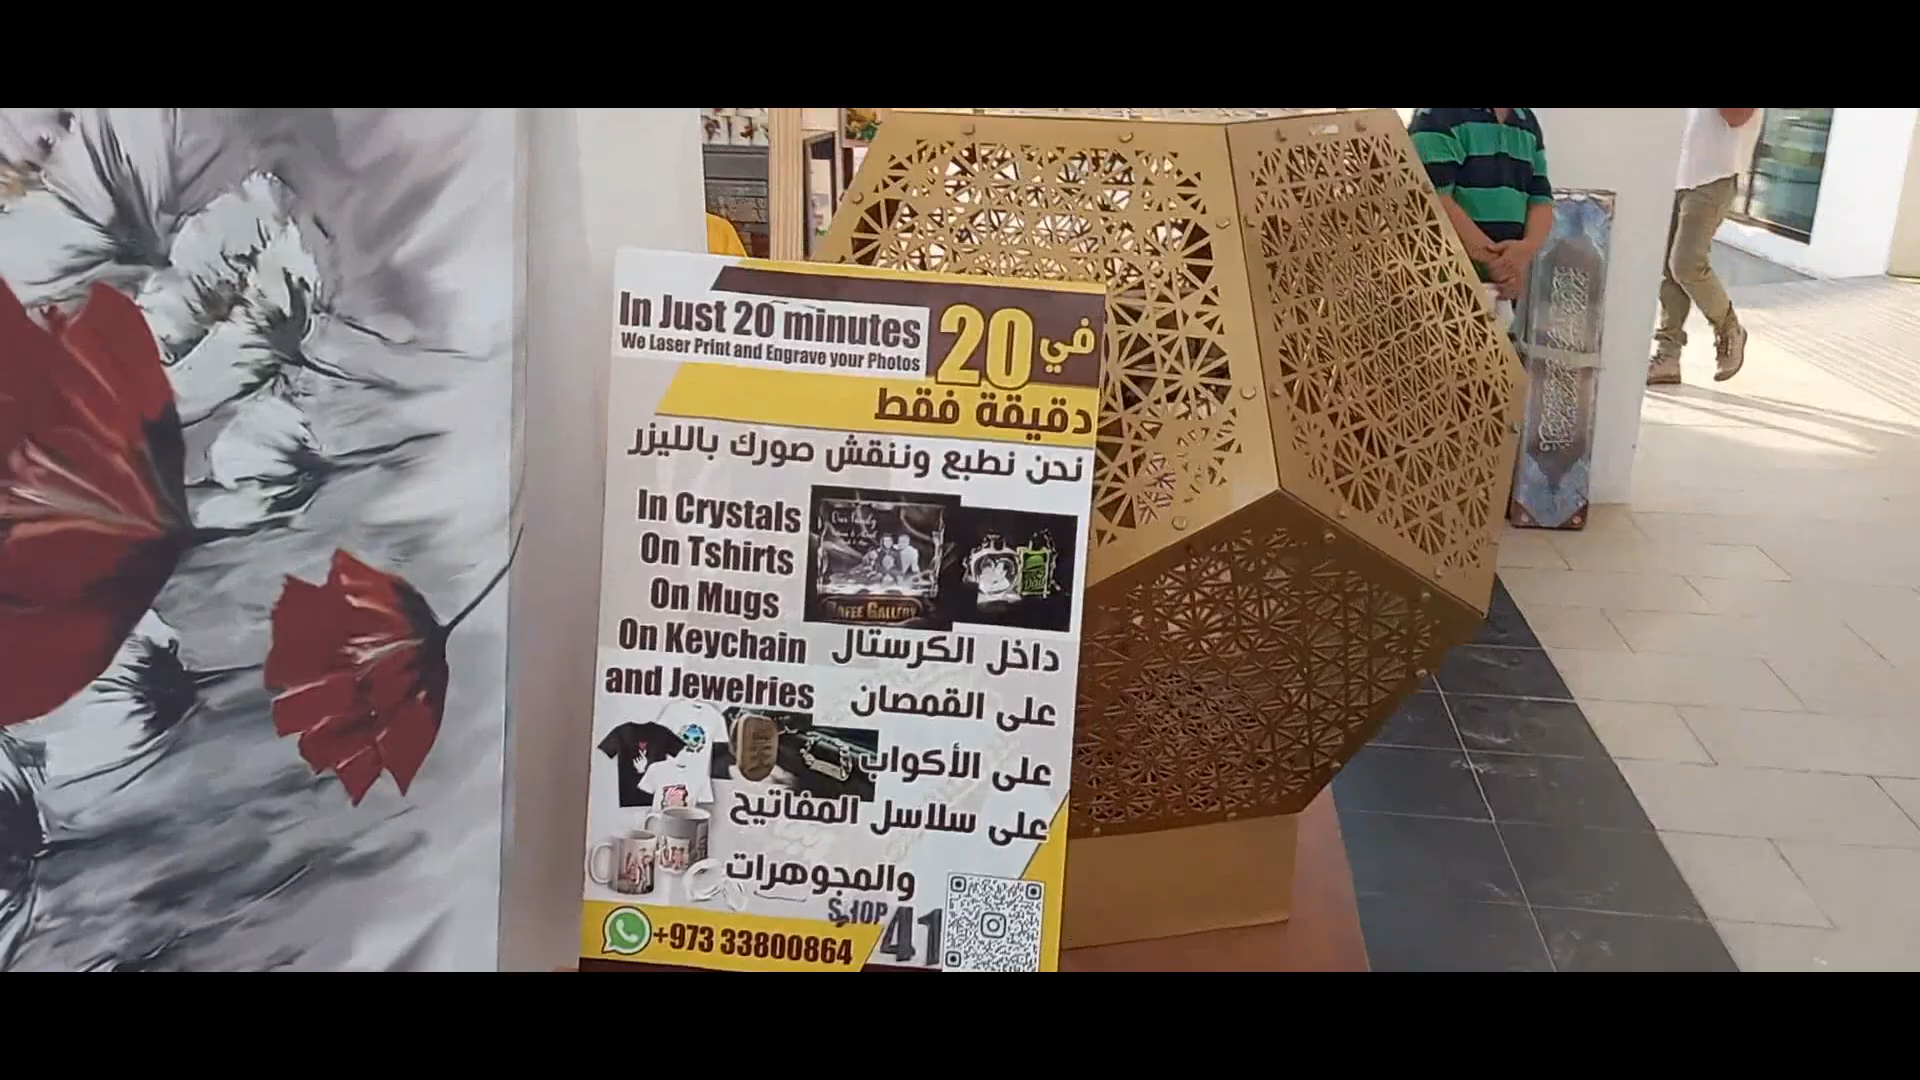 In Just 20 minutes
We Laser Print and Engrave your Photos
في 20
دقيقة فقط
نحن نطبع وننقش صورك بالليزر
In Crystals
On Tshirts
On Mugs
On Keychain
and Jewelries
داخل الكرستال
على القمصان
على الأكواب
على سلاسل المفاتيح
والمجوهرات
SHOP 41
+973 33800864